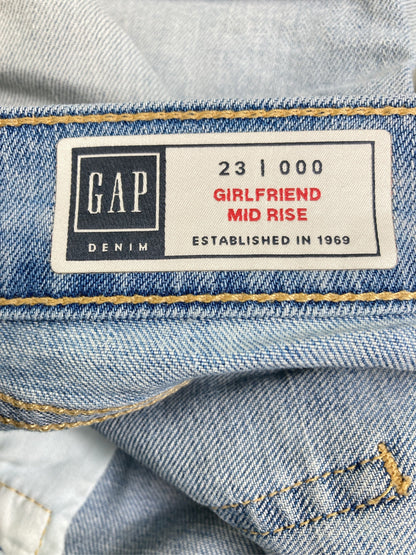 GAP
DENIM
23 | 000
GIRLFRIEND
MID RISE
ESTABLISHED IN 1969